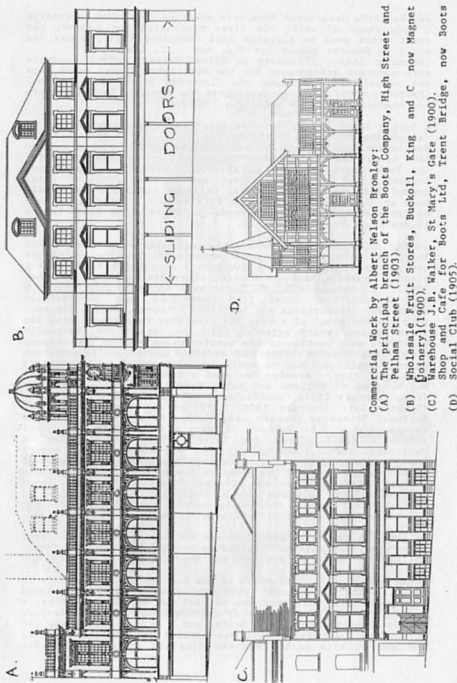 A.
B.
<-SLIDING DOORS-->
C.
D.
Commercial Work by Albert Nelson Bromley:
(A) The principal branch of the Boots Company, High Street and
Pelham Street (1903).
(B) Wholesale Fruit Stores, Buckoll, King and C. now Magnet
Joinery (1900).
(C) Warehouse J.B. Walker, St Mary's Gate (1900).
Shop and Cafe for Boots Ltd, Trent Bridge, now Boots
(D) Social Club (1905).